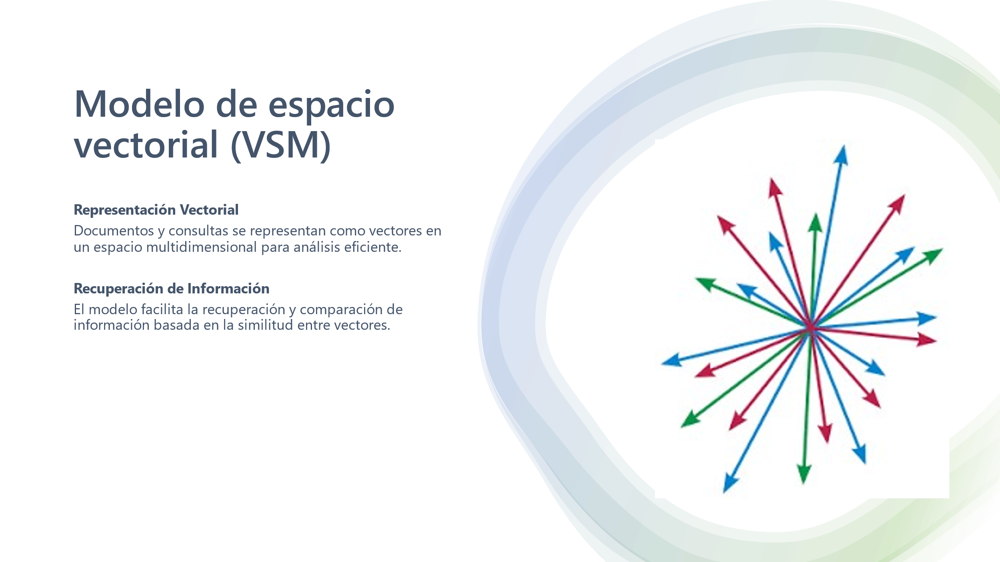 Modelo de espacio
vectorial (VSM)
Representación Vectorial
Documentos y consultas se representan como vectores en
un espacio multidimensional para análisis eficiente.
Recuperación de Información
El modelo facilita la recuperación y comparación de
información basada en la similitud entre vectores.